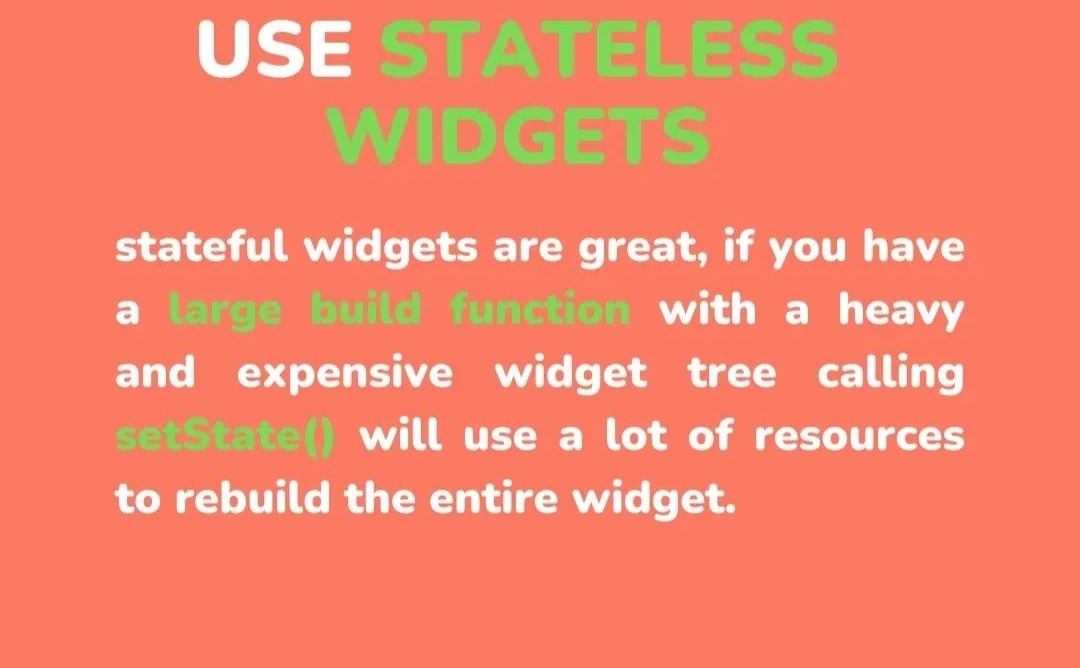 USE STATELESS
WIDGETS
stateful widgets are great, if you have
a large build function with a heavy
and expensive widget tree calling
setState() will use a lot of resources
to rebuild the entire widget.